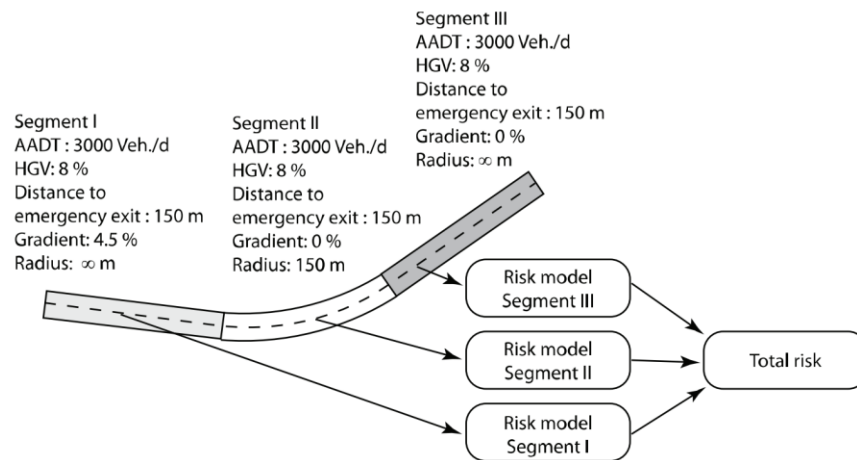 Segment III
AADT : 3000 Veh./d
HGV: 8 %
Distance to
emergency exit : 150 m
Gradient: 0 %
Radius: ∞ m
Segment I
AADT : 3000 Veh./d
HGV: 8 %
Distance to
emergency exit : 150 m
Gradient: 4.5 %
Radius: ∞ m
Segment II
AADT : 3000 Veh./d
HGV: 8 %
Distance to
emergency exit : 150 m
Gradient: 0 %
Radius: 150 m
Risk model
Segment III
Risk model
Segment II
Risk model
Segment I
Total risk